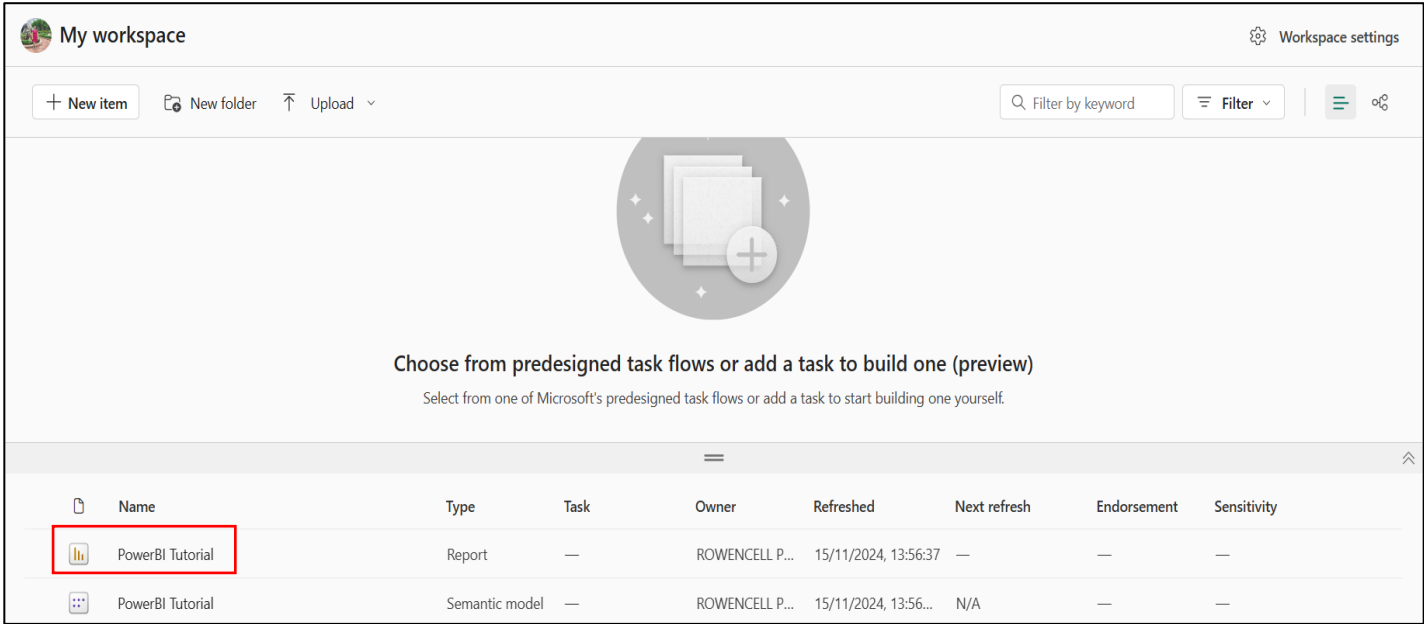 My workspace
Workspace settings
New item New folder Upload Filter by keyword Filter
Choose from predesigned task flows or add a task to build one (preview)
Select from one of Microsoft's predesigned task flows or add a task to start building one yourself.
Name Type Task Owner Refreshed Next refresh Endorsement Sensitivity
PowerBI Tutorial Report — ROWENCELL P... 15/11/2024, 13:56:37 — — —
PowerBI Tutorial Semantic model — ROWENCELL P... 15/11/2024, 13:56... N/A — —